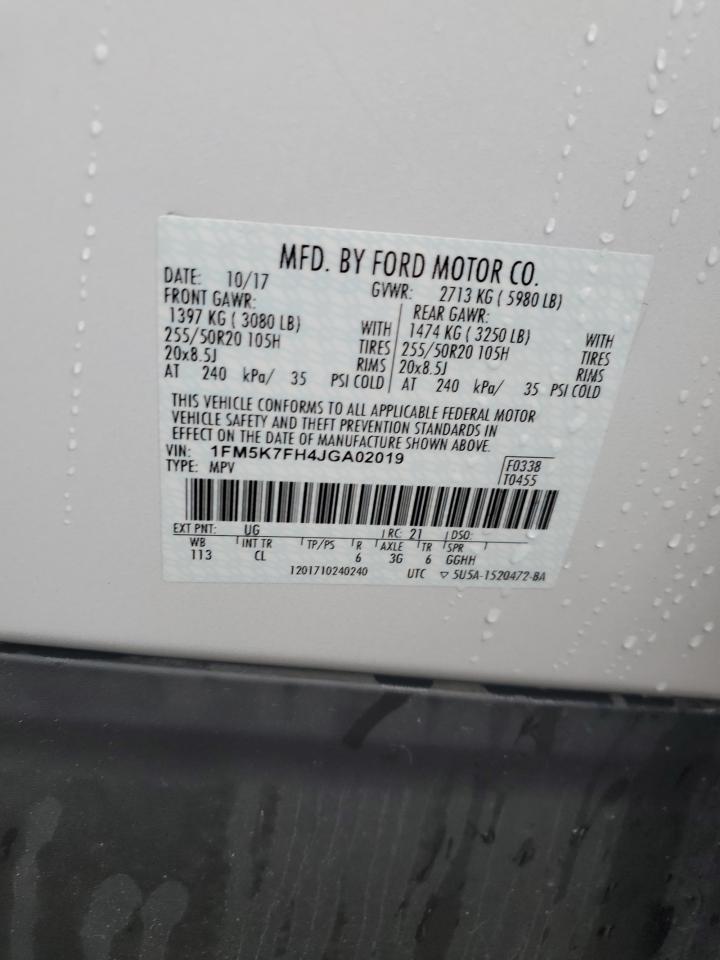 MFD. BY FORD MOTOR CO.
DATE: 10/17 GVWR: 2713 KG ( 5980 LB)
FRONT GAWR: REAR GAWR:
1397 KG ( 3080 LB) WITH 1474 KG ( 3250 LB) WITH
255/50R20 105H TIRES 255/50R20 105H TIRES
20x8.5J RIMS 20x8.5J RIMS
AT 240 kPa/ 35 PSI COLD AT 240 kPa/ 35 PSI COLD
THIS VEHICLE CONFORMS TO ALL APPLICABLE FEDERAL MOTOR
VEHICLE SAFETY AND THEFT PREVENTION STANDARDS IN
EFFECT ON THE DATE OF MANUFACTURE SHOWN ABOVE.
VIN: 1FM5K7FH4JGA02019 F0338
TYPE: MPV T0455
EXT PNT: UG RC: 21 DSO:
WB INT TR TP/PS R AXLE TR SPR
113 CL 6 3G 6 GGHH
1201710240240 UTC ▽ 5U5A-1520472-BA